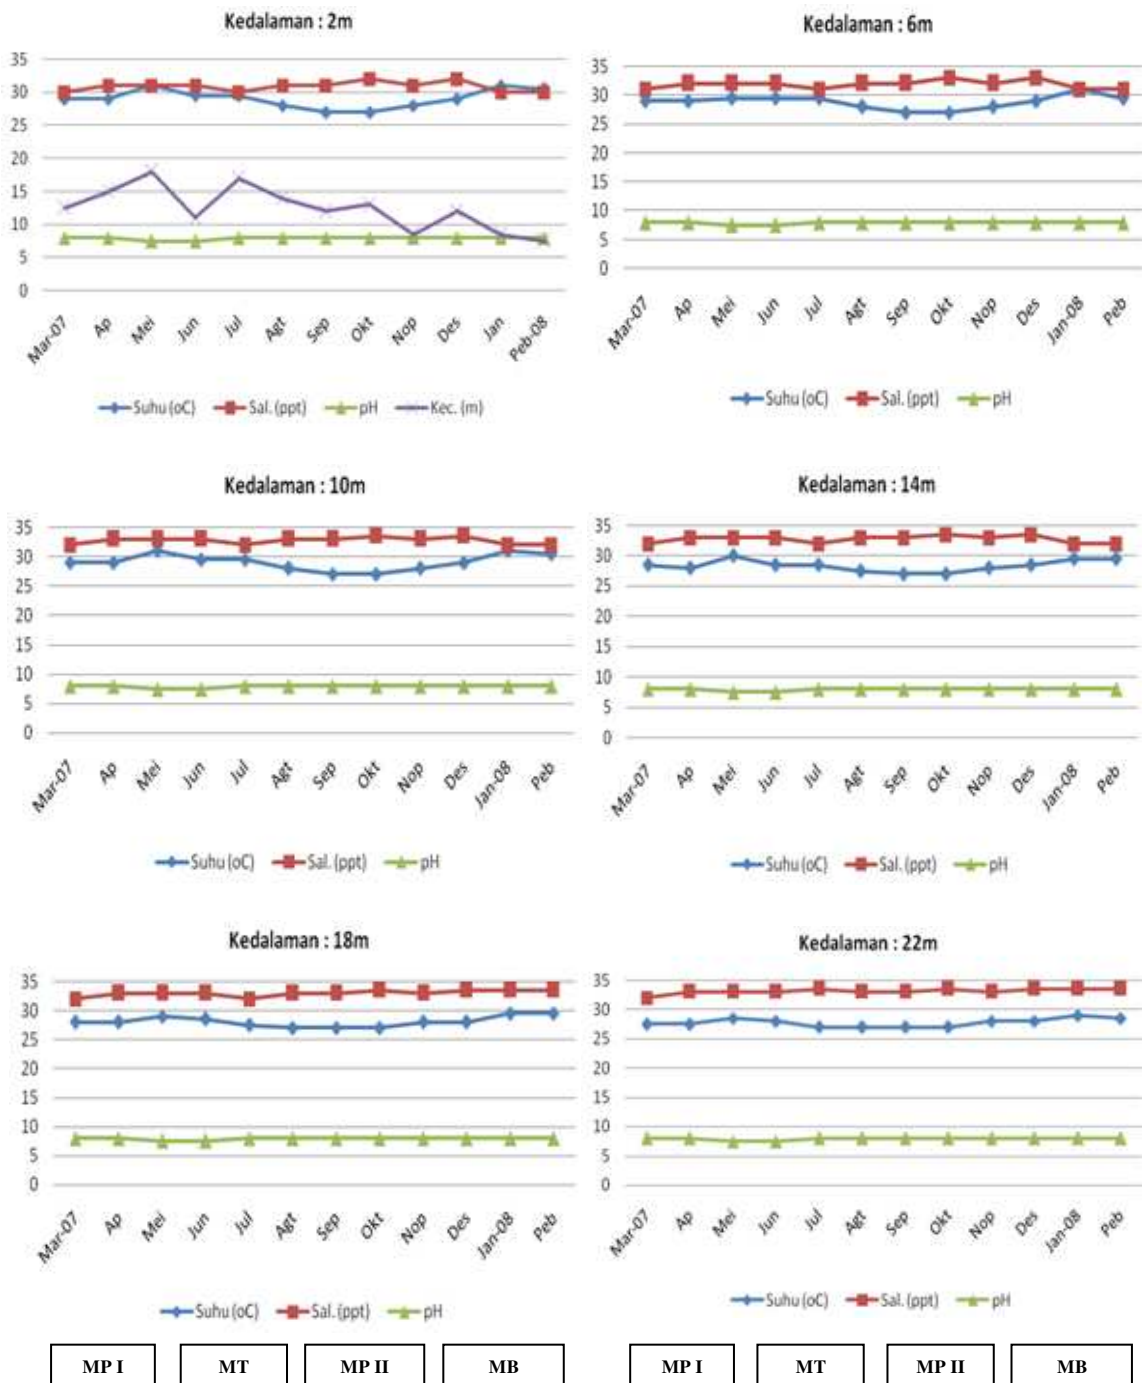 Kedalaman : 2m
35
30
25
20
15
10
5
0
Mar-07 Ap Mei Jun Jul Agt Sep Okt Nop Des Jan Peb-08
Suhu (oC) Sal. (ppt) pH Kec. (m)
Kedalaman : 6m
35
30
25
20
15
10
5
0
Mar-07 Ap Mei Jun Jul Agt Sep Okt Nop Des Jan-08 Peb
Suhu (oC) Sal. (ppt) pH
Kedalaman : 10m
35
30
25
20
15
10
5
0
Mar-07 Ap Mei Jun Jul Agt Sep Okt Nop Des Jan-08 Peb
Suhu (oC) Sal. (ppt) pH
Kedalaman : 14m
35
30
25
20
15
10
5
0
Mar-07 Ap Mei Jun Jul Agt Sep Okt Nop Des Jan-08 Peb
Suhu (oC) Sal. (ppt) pH
Kedalaman : 18m
35
30
25
20
15
10
5
0
Mar-07 Ap Mei Jun Jul Agt Sep Okt Nop Des Jan-08 Peb
Suhu (oC) Sal. (ppt) pH
Kedalaman : 22m
35
30
25
20
15
10
5
0
Mar-07 Ap Mei Jun Jul Agt Sep Okt Nop Des Jan-08 Peb
Suhu (oC) Sal. (ppt) pH
MP I MT MP II MB MP I MT MP II MB